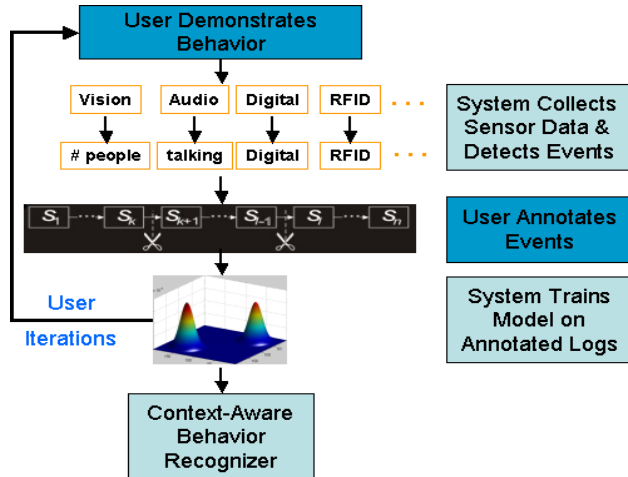 User Demonstrates
Behavior
Vision Audio Digital RFID . . .
# people talking Digital RFID . . .
System Collects
Sensor Data &
Detects Events
S1 Sk Sk+1 Sl-1 Sl Sn
User Annotates
Events
User
Iterations
System Trains
Model on
Annotated Logs
Context-Aware
Behavior
Recognizer